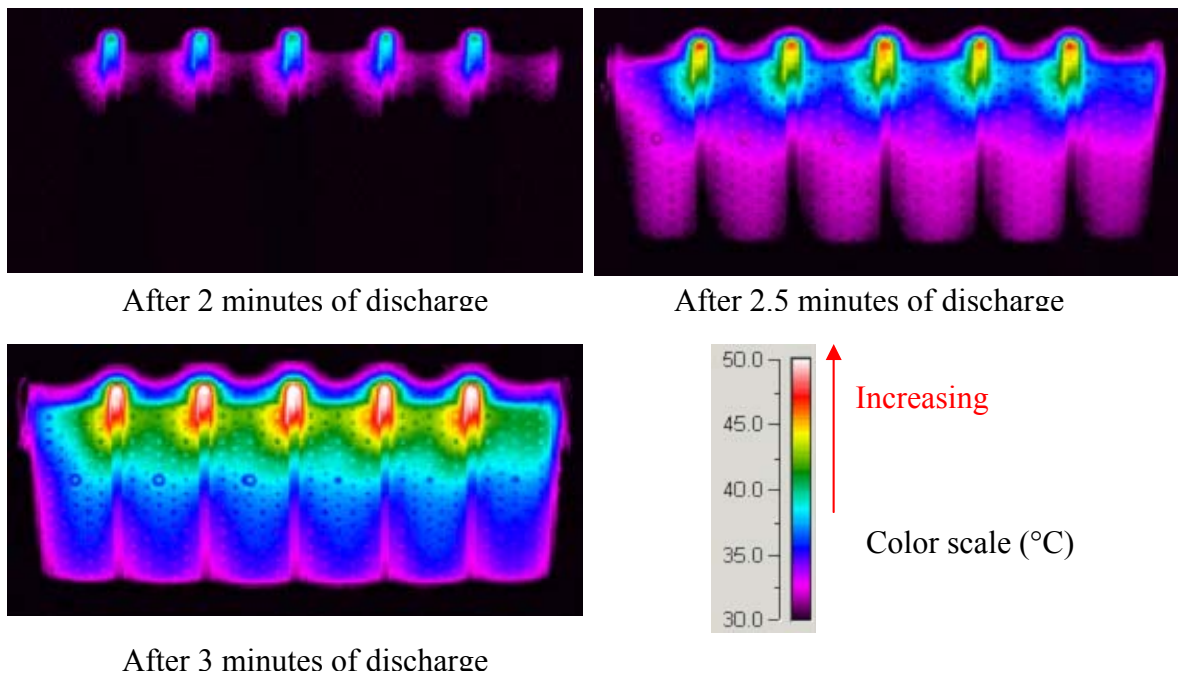 After 2 minutes of discharge
After 2.5 minutes of discharge
50.0
45.0
40.0
35.0
30.0
Increasing
Color scale (°C)
After 3 minutes of discharge